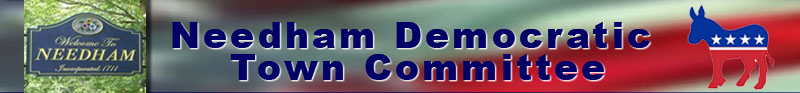 Welcome To
NEEDHAM
Incorporated 1711
Needham Democratic
Town Committee